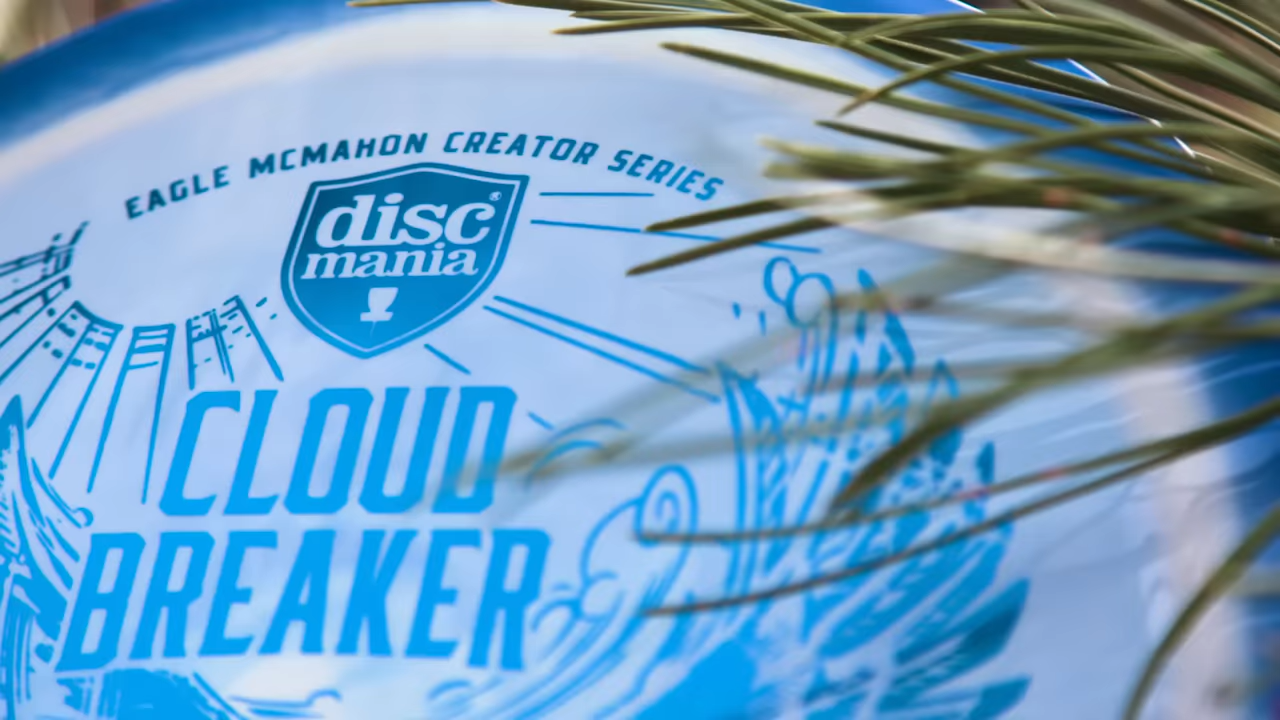 EAGLE MCMAHON CREATOR SERIES
disc®
mania
CLOUD
BREAKER